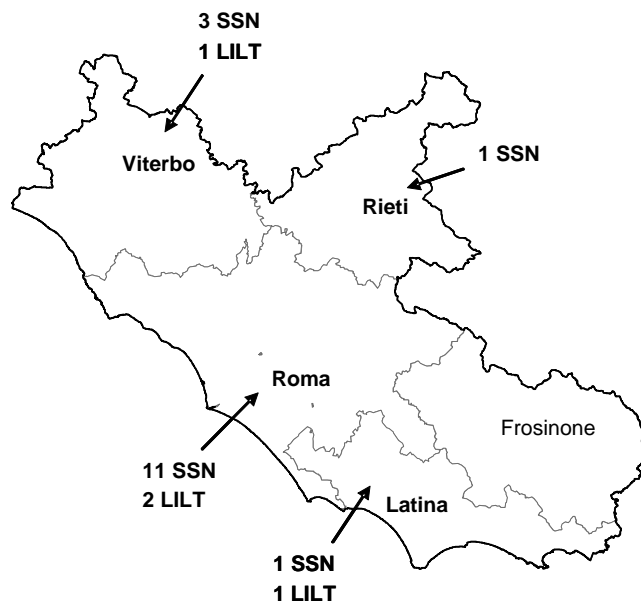 3 SSN
1 LILT
Viterbo
1 SSN
Rieti
Roma
Frosinone
11 SSN
2 LILT
Latina
1 SSN
1 LILT